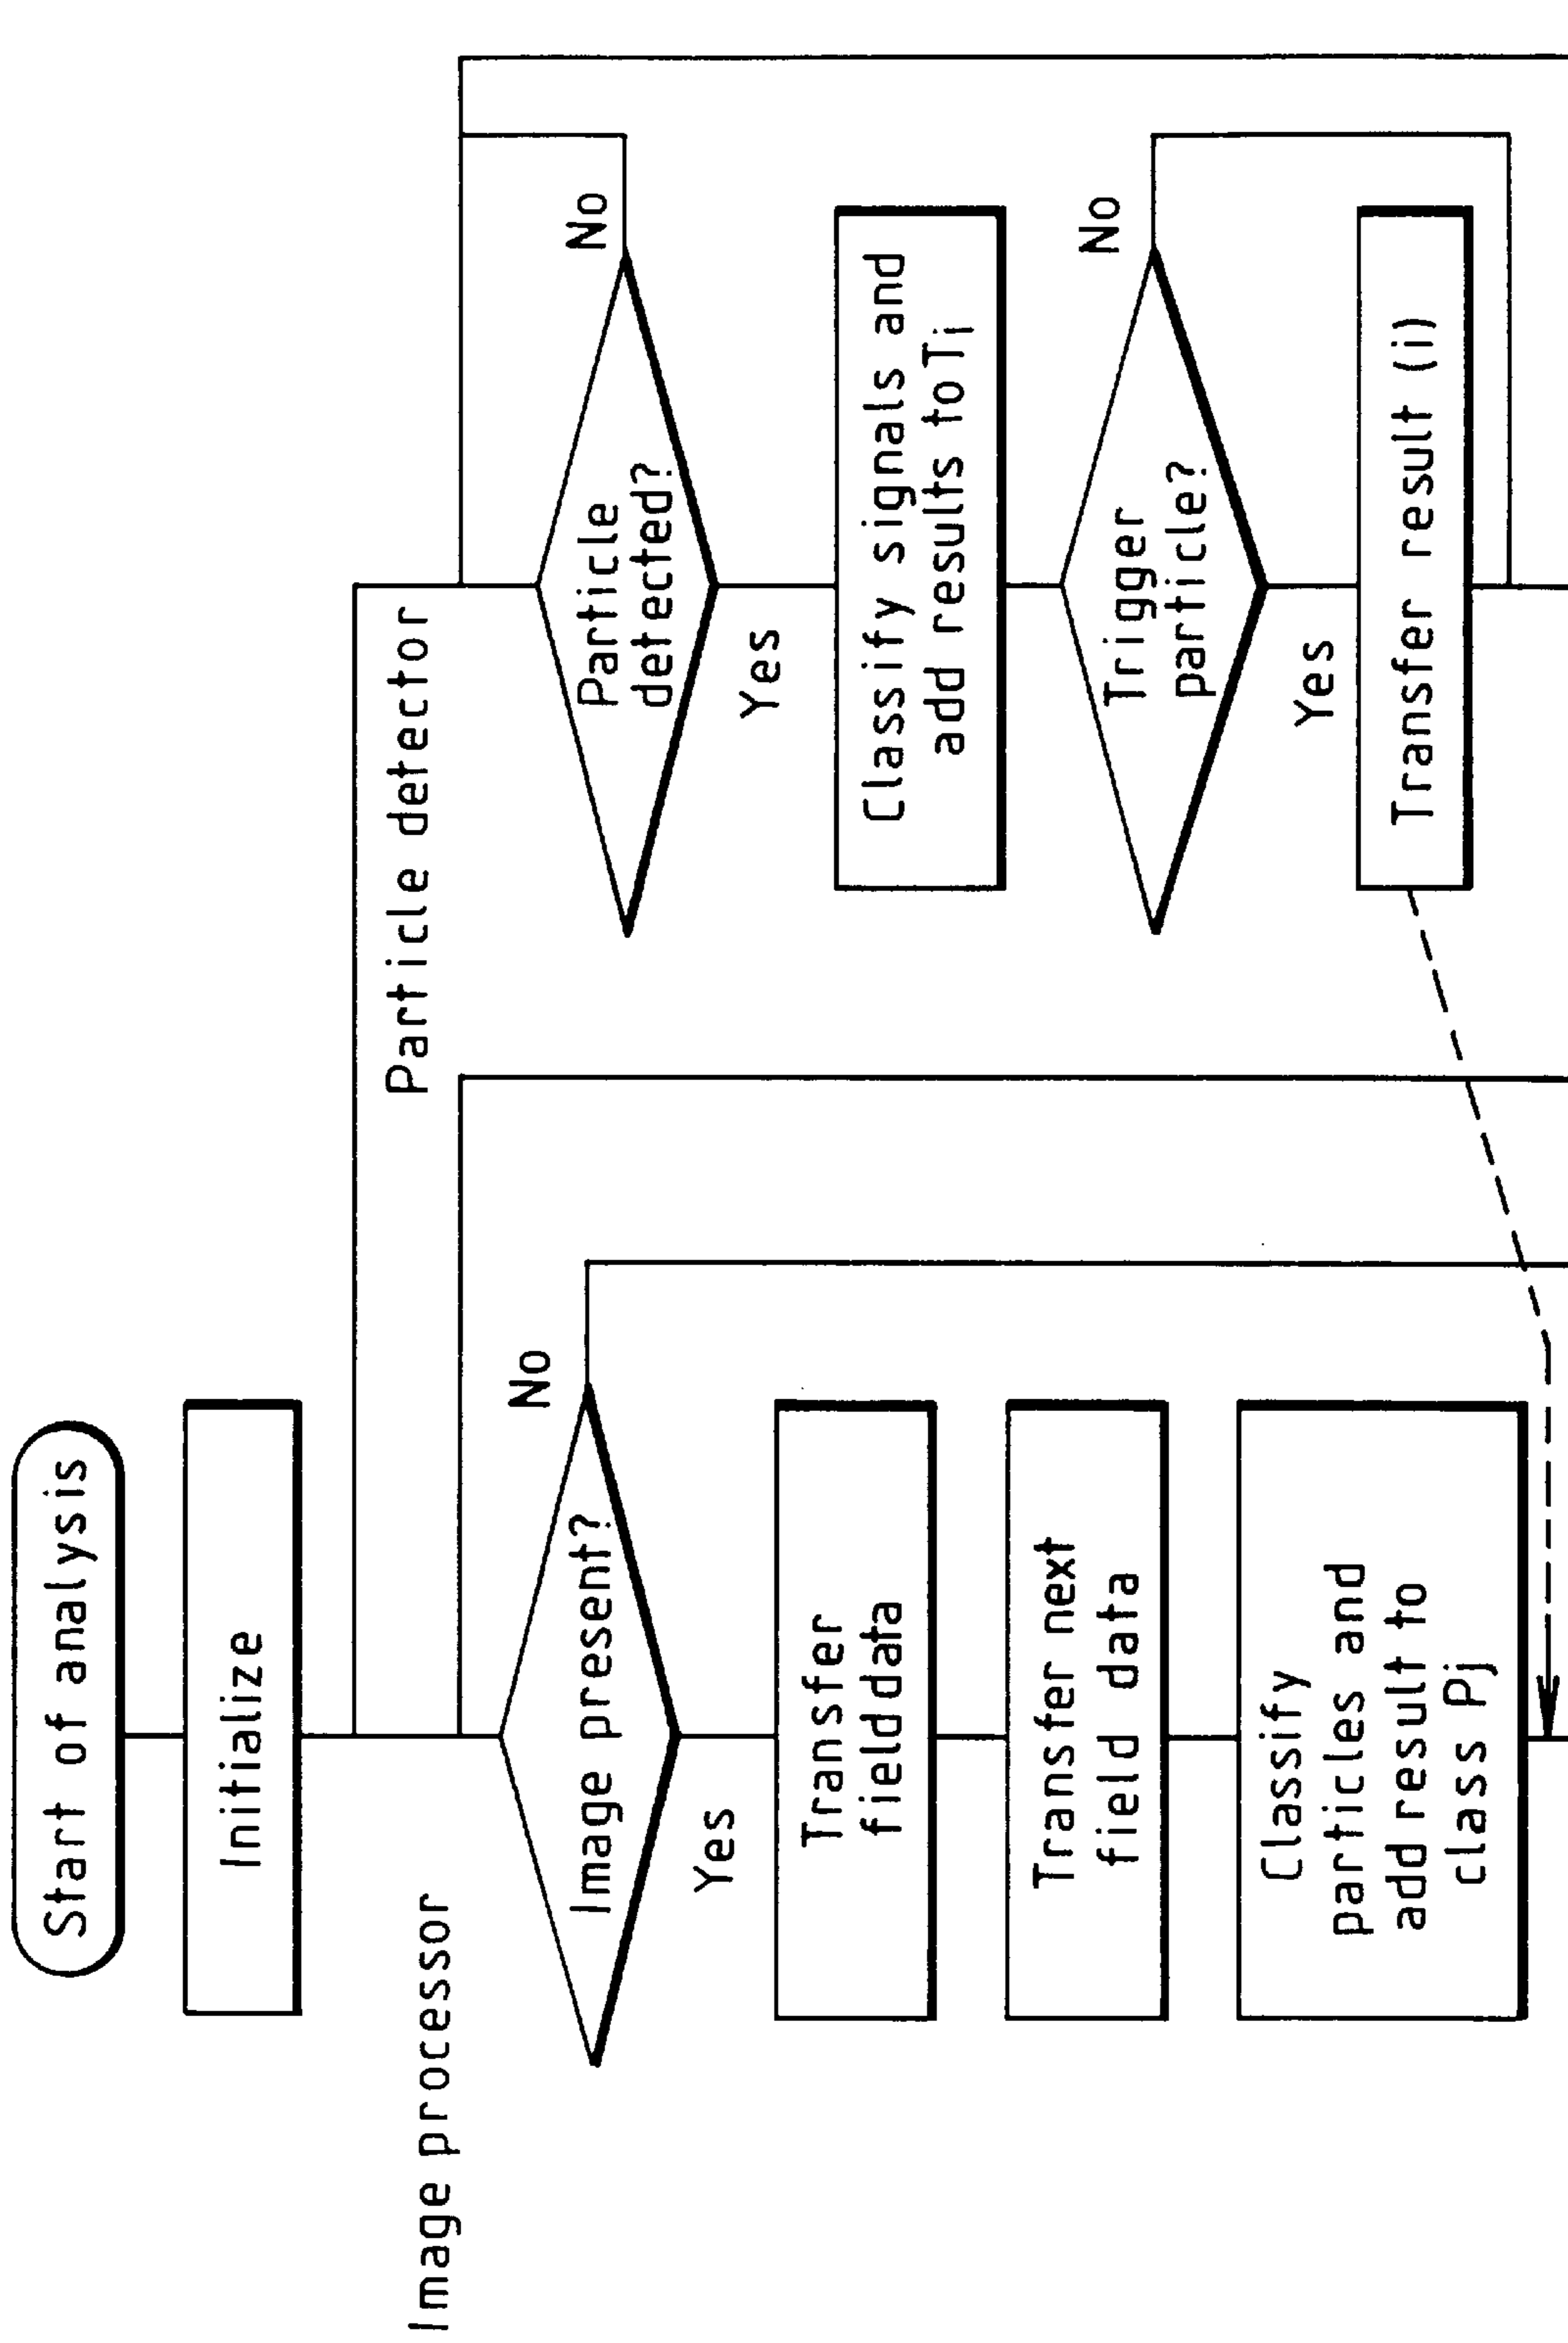 Start of analysis
Initialize
Image processor
Image present?
No
Yes
Transfer
field data
Transfer next
field data
Classify
particles and
add result to
class Pj
Particle detector
Particle
detected?
No
Yes
Classify signals and
add results to Ti
Trigger
particle?
No
Yes
Transfer result (i)